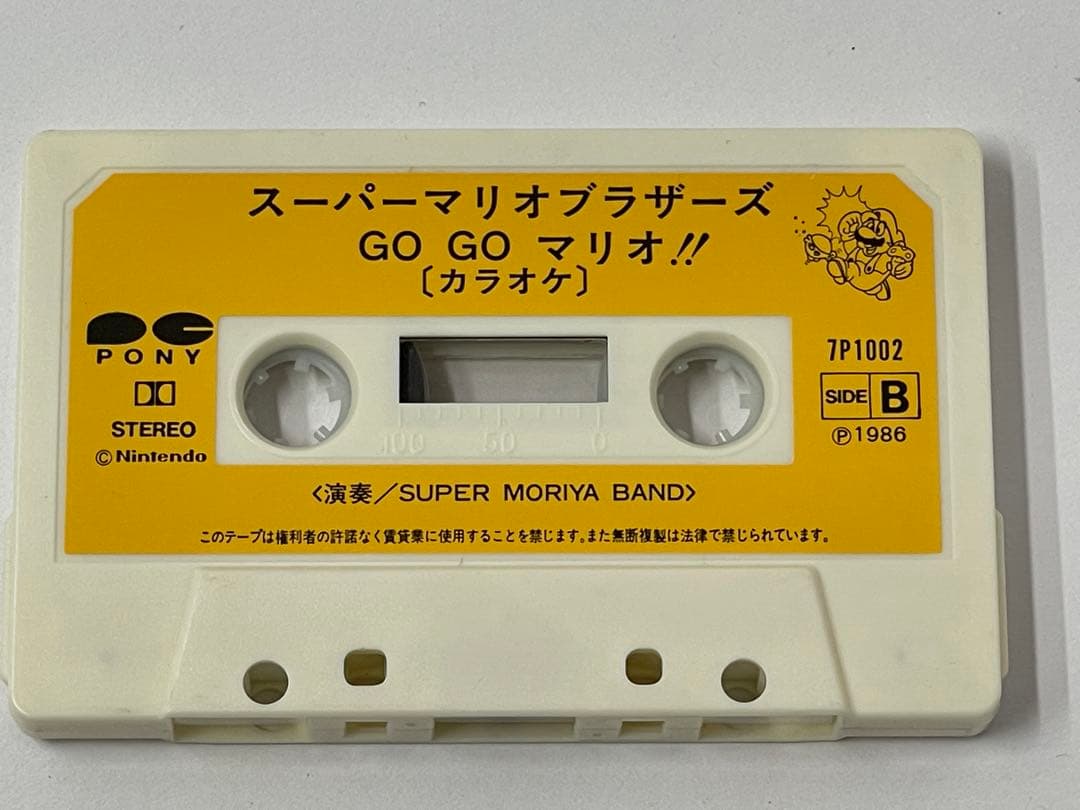 スーパーマリオブラザーズ
GO GO マリオ!!
〔カラオケ〕
PONY
STEREO
©Nintendo
7P1002
SIDE B
Ⓟ1986
100 50 0
〈演奏/SUPER MORIYA BAND〉
このテープは権利者の許諾なく賃貸業に使用することを禁じます。また無断複製は法律で禁じられています。